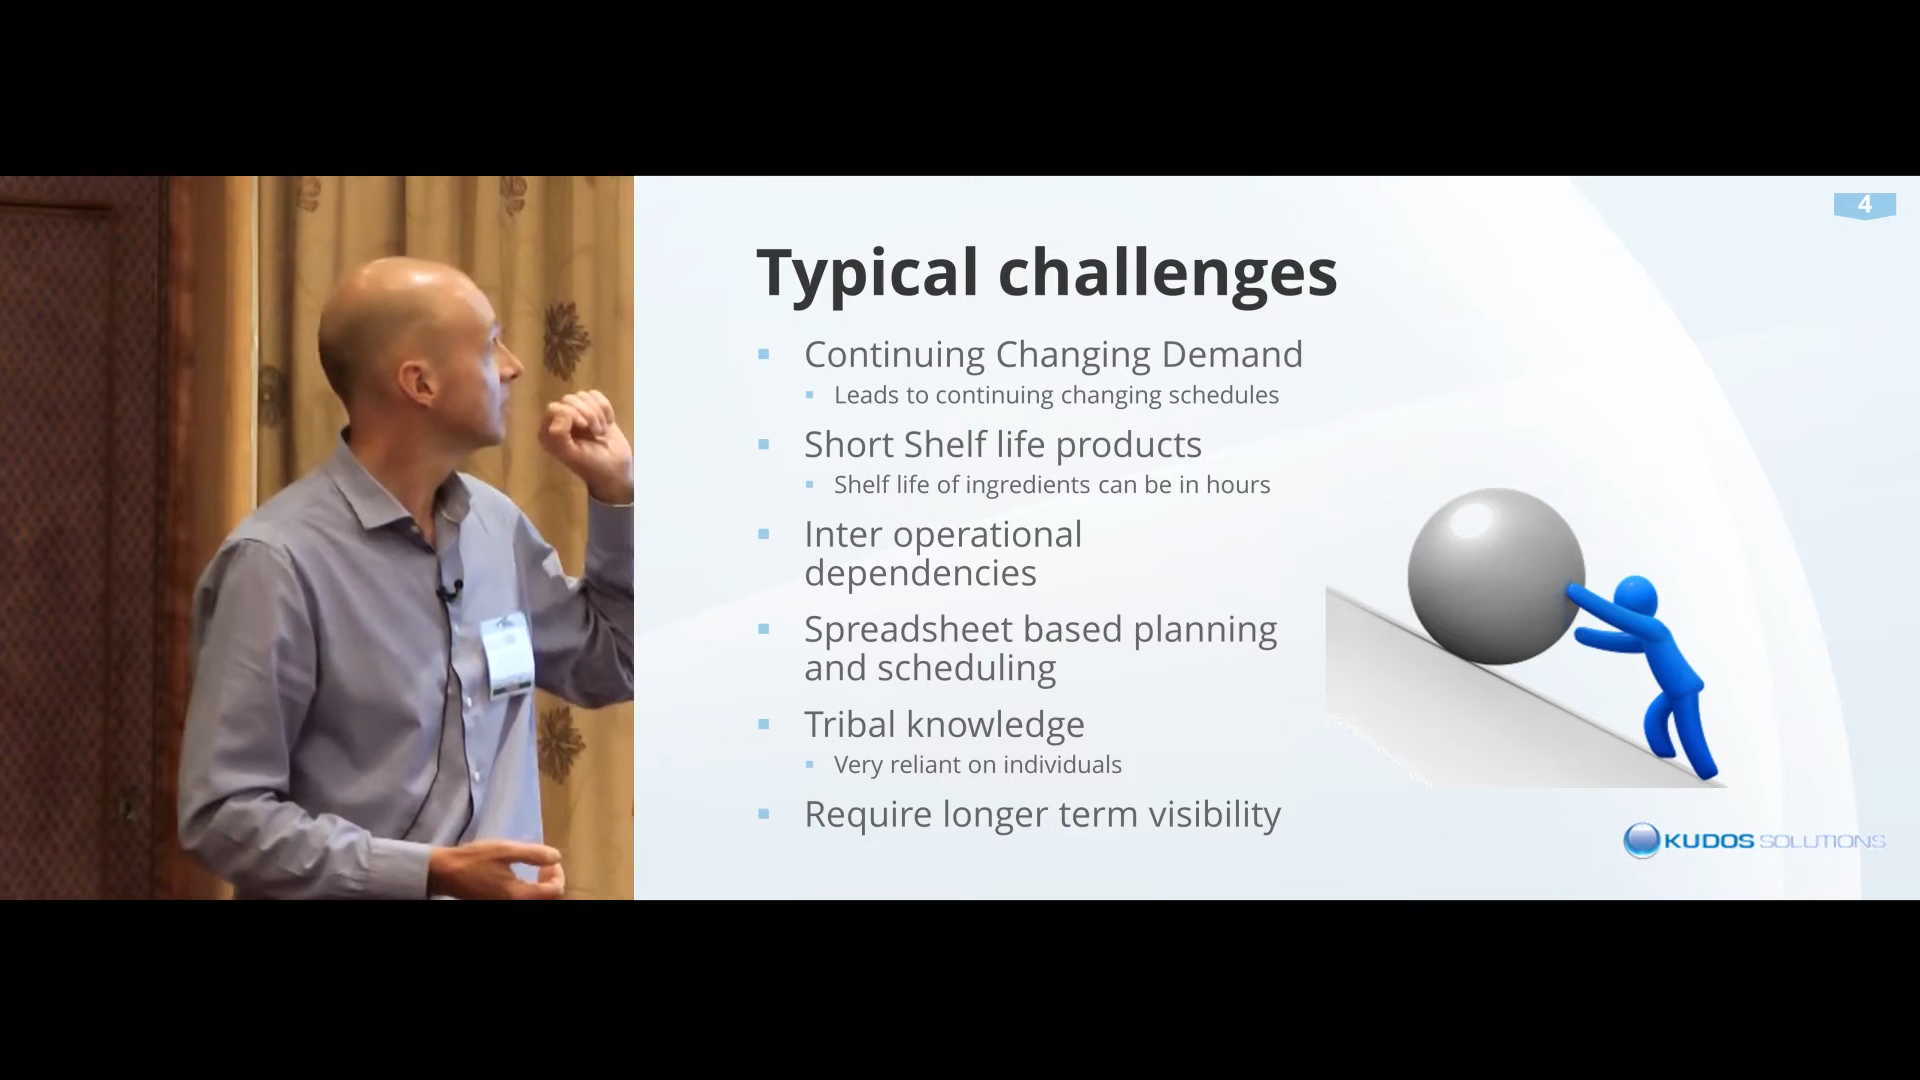 4
Typical challenges
Continuing Changing Demand
Leads to continuing changing schedules
Short Shelf life products
Shelf life of ingredients can be in hours
Inter operational
dependencies
Spreadsheet based planning
and scheduling
Tribal knowledge
Very reliant on individuals
Require longer term visibility
KUDOS SOLUTIONS